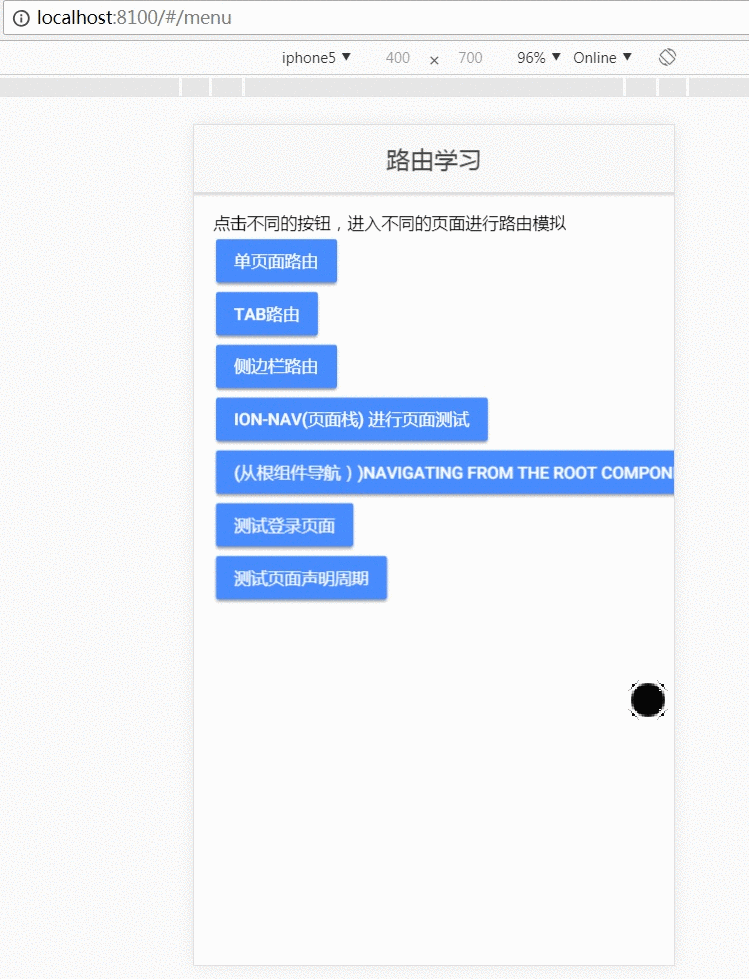 localhost:8100/#/menu
iphone5 ▼ 400 × 700 96% ▼ Online ▼
路由学习
点击不同的按钮，进入不同的页面进行路由模拟
单页面路由
TAB路由
侧边栏路由
ION-NAV(页面栈) 进行页面测试
(从根组件导航）)NAVIGATING FROM THE ROOT COMPON
测试登录页面
测试页面声明周期